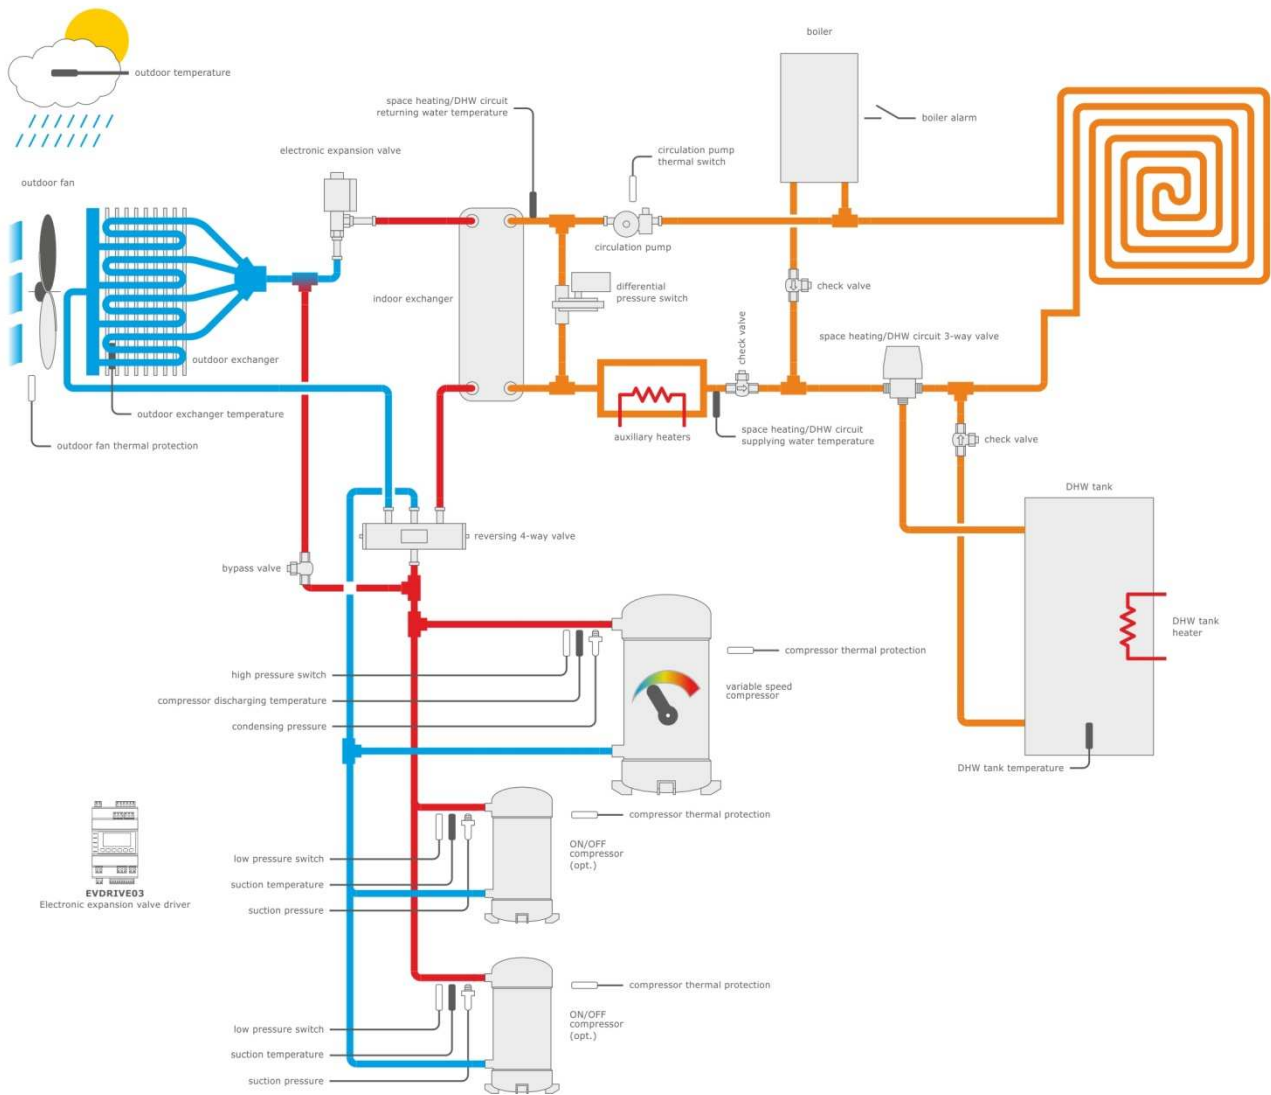 boiler
outdoor temperature
space heating/DHW circuit
returning water temperature
boiler alarm
circulation pump
thermal switch
electronic expansion valve
outdoor fan
circulation pump
differential
pressure switch
indoor exchanger
check valve
check valve
space heating/DHW circuit 3-way valve
outdoor exchanger
outdoor exchanger temperature
outdoor fan thermal protection
auxiliary heaters
space heating/DHW circuit
supplying water temperature
check valve
DHW tank
reversing 4-way valve
bypass valve
DHW tank
heater
high pressure switch
compressor discharging temperature
condensing pressure
compressor thermal protection
variable speed
compressor
DHW tank temperature
compressor thermal protection
ON/OFF
compressor
(opt.)
low pressure switch
suction temperature
suction pressure
EVDRIVE03
Electronic expansion valve driver
compressor thermal protection
ON/OFF
compressor
(opt.)
low pressure switch
suction temperature
suction pressure